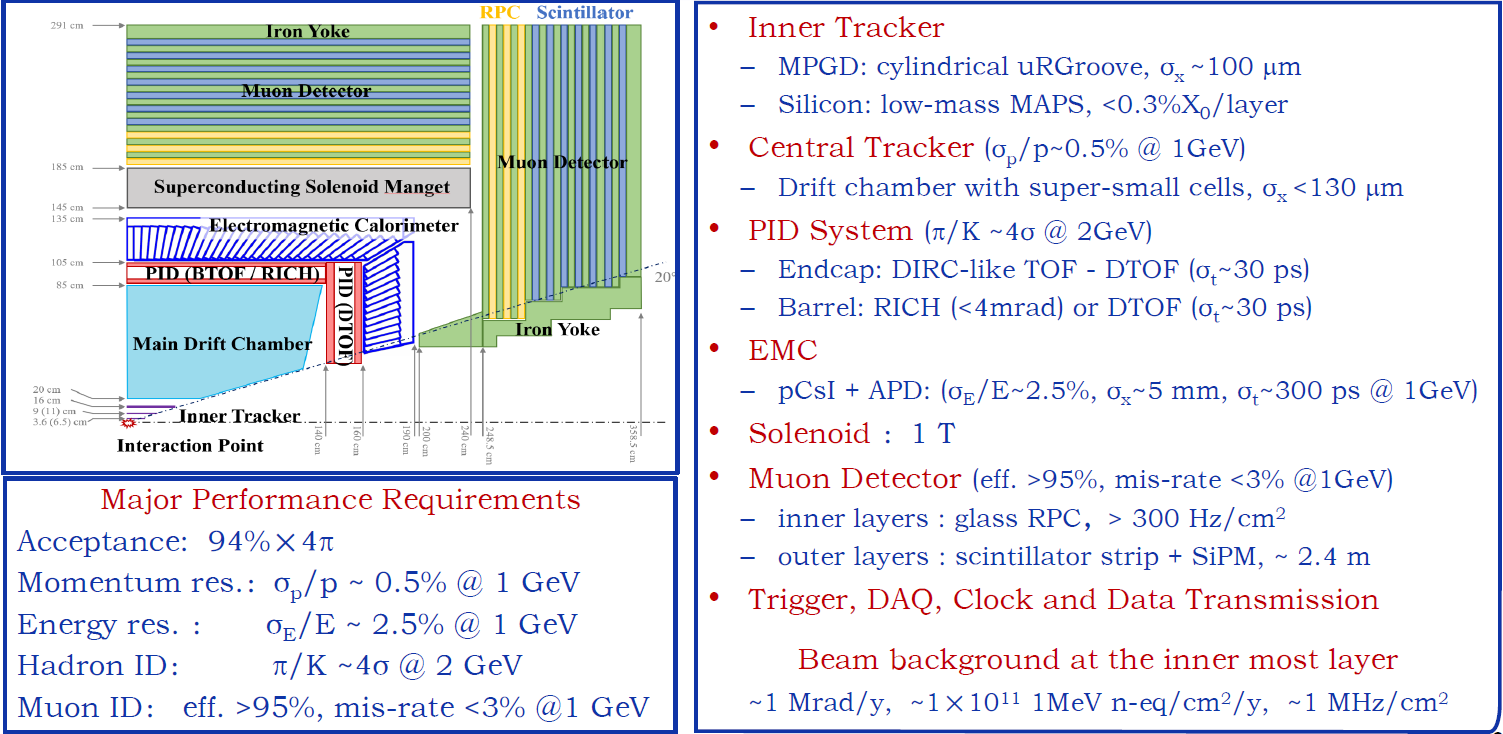 RPC Scintillator
291 cm
Iron Yoke
Muon Detector
185 cm
Superconducting Solenoid Manget
145 cm
135 cm
Electromagnetic Calorimeter
105 cm
PID (BTOF / RICH)
85 cm
PID (DTOF)
Main Drift Chamber
Muon Detector
20°
Iron Yoke
20 cm
16 cm
9 (11) cm
3.6 (6.5) cm
Inner Tracker
Interaction Point
140 cm
160 cm
190 cm
200 cm
240 cm
248.5 cm
358.5 cm
Major Performance Requirements
Acceptance: 94%×4π
Momentum res.: σp/p ~ 0.5% @ 1 GeV
Energy res. : σE/E ~ 2.5% @ 1 GeV
Hadron ID: π/K ~4σ @ 2 GeV
Muon ID: eff. >95%, mis-rate <3% @1 GeV
• Inner Tracker
– MPGD: cylindrical uRGroove, σx ~100 μm
– Silicon: low-mass MAPS, <0.3%X0/layer
• Central Tracker (σp/p~0.5% @ 1GeV)
– Drift chamber with super-small cells, σx <130 μm
• PID System (π/K ~4σ @ 2GeV)
– Endcap: DIRC-like TOF - DTOF (σt~30 ps)
– Barrel: RICH (<4mrad) or DTOF (σt~30 ps)
• EMC
– pCsI + APD: (σE/E~2.5%, σx~5 mm, σt~300 ps @ 1GeV)
• Solenoid : 1 T
• Muon Detector (eff. >95%, mis-rate <3% @1GeV)
– inner layers : glass RPC, > 300 Hz/cm²
– outer layers : scintillator strip + SiPM, ~ 2.4 m
• Trigger, DAQ, Clock and Data Transmission
Beam background at the inner most layer
~1 Mrad/y, ~1×10¹¹ 1MeV n-eq/cm²/y, ~1 MHz/cm²